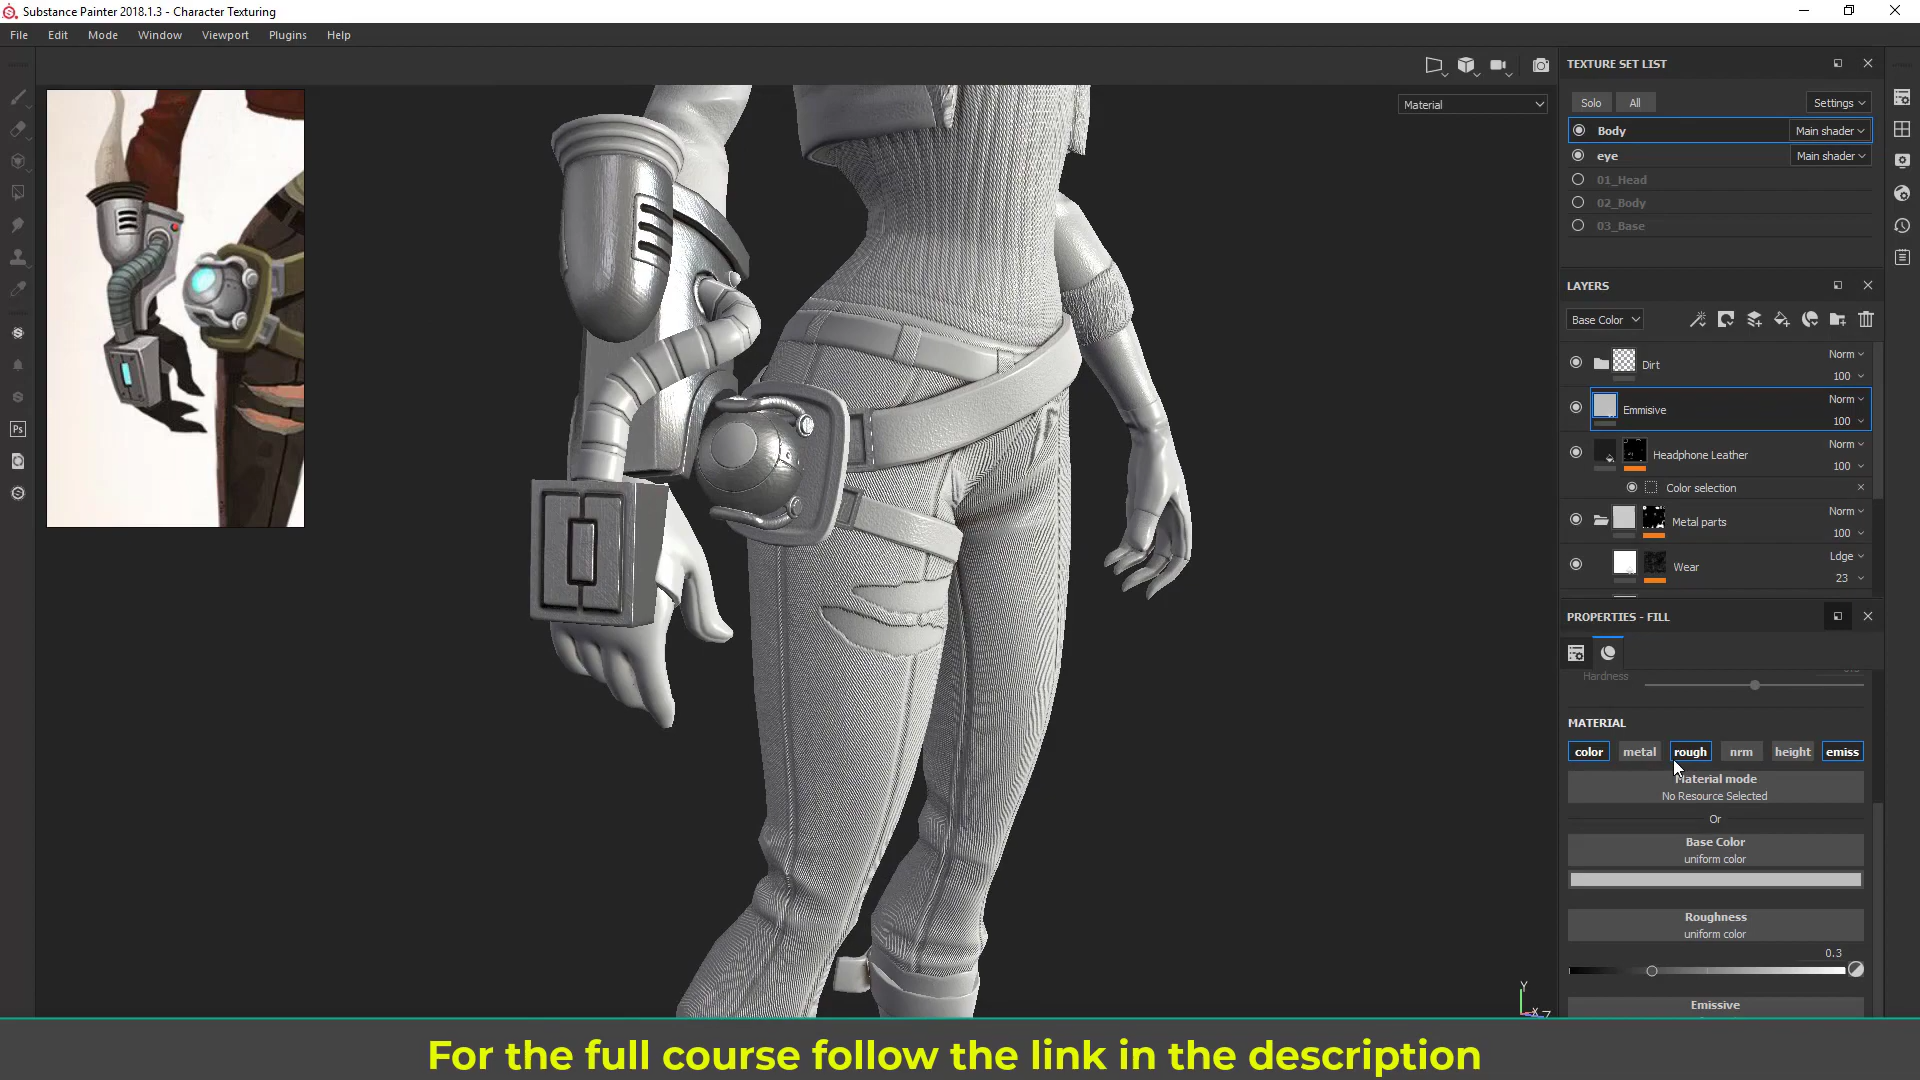 Substance Painter 2018.1.3 - Character Texturing
File Edit Mode Window Viewport Plugins Help
Material
TEXTURE SET LIST
Solo All Settings
Body Main shader
eye Main shader
01_Head
02_Body
03_Base
LAYERS
Base Color
Dirt Norm 100
Emmisive Norm 100
Headphone Leather Norm 100
Color selection
Metal parts Norm 100
Wear Ldge 23
Ps
PROPERTIES - FILL
Hardness
MATERIAL
color metal rough nrm height emiss
Material mode
No Resource Selected
Or
Base Color
uniform color
Roughness
uniform color
0.3
Emissive
Y
X Z
For the full course follow the link in the description